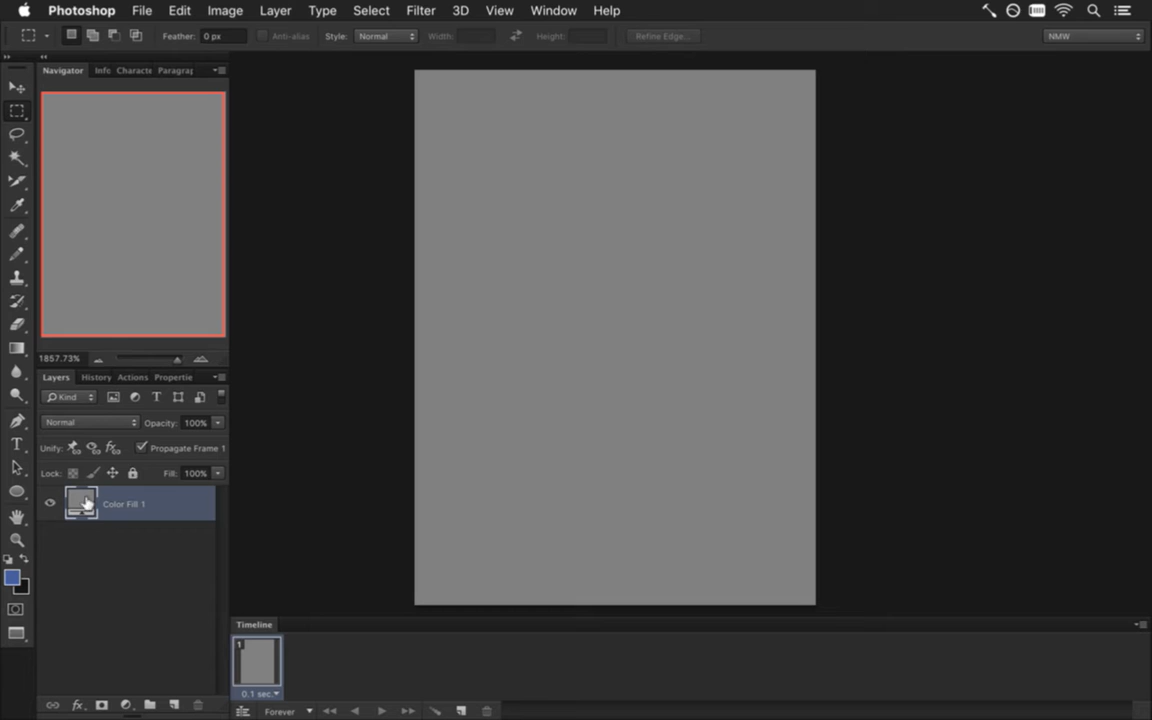 Photoshop File Edit Image Layer Type Select Filter 3D View Window Help
Feather: 0 px Anti-alias Style: Normal Width: Height: Refine Edge... NMW
Navigator Info Characte Paragrap
1857.73%
Layers History Actions Propertie
Kind
Normal Opacity: 100%
Unify: Propagate Frame 1
Lock: Fill: 100%
Color Fill 1
Timeline
1
0.1 sec.
Forever